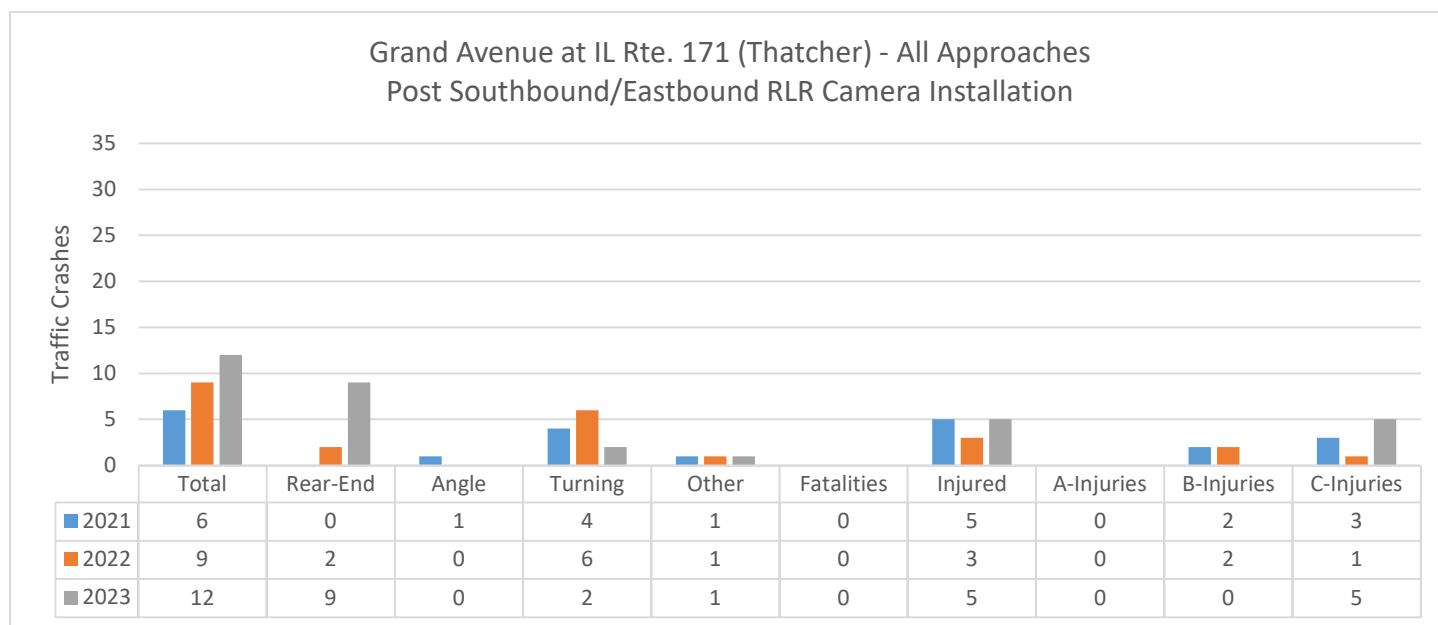 Grand Avenue at IL Rte. 171 (Thatcher) - All Approaches
Post Southbound/Eastbound RLR Camera Installation
Traffic Crashes
35
30
25
20
15
10
5
0
Total Rear-End Angle Turning Other Fatalities Injured A-Injuries B-Injuries C-Injuries
2021 6 0 1 4 1 0 5 0 2 3
2022 9 2 0 6 1 0 3 0 2 1
2023 12 9 0 2 1 0 5 0 0 5